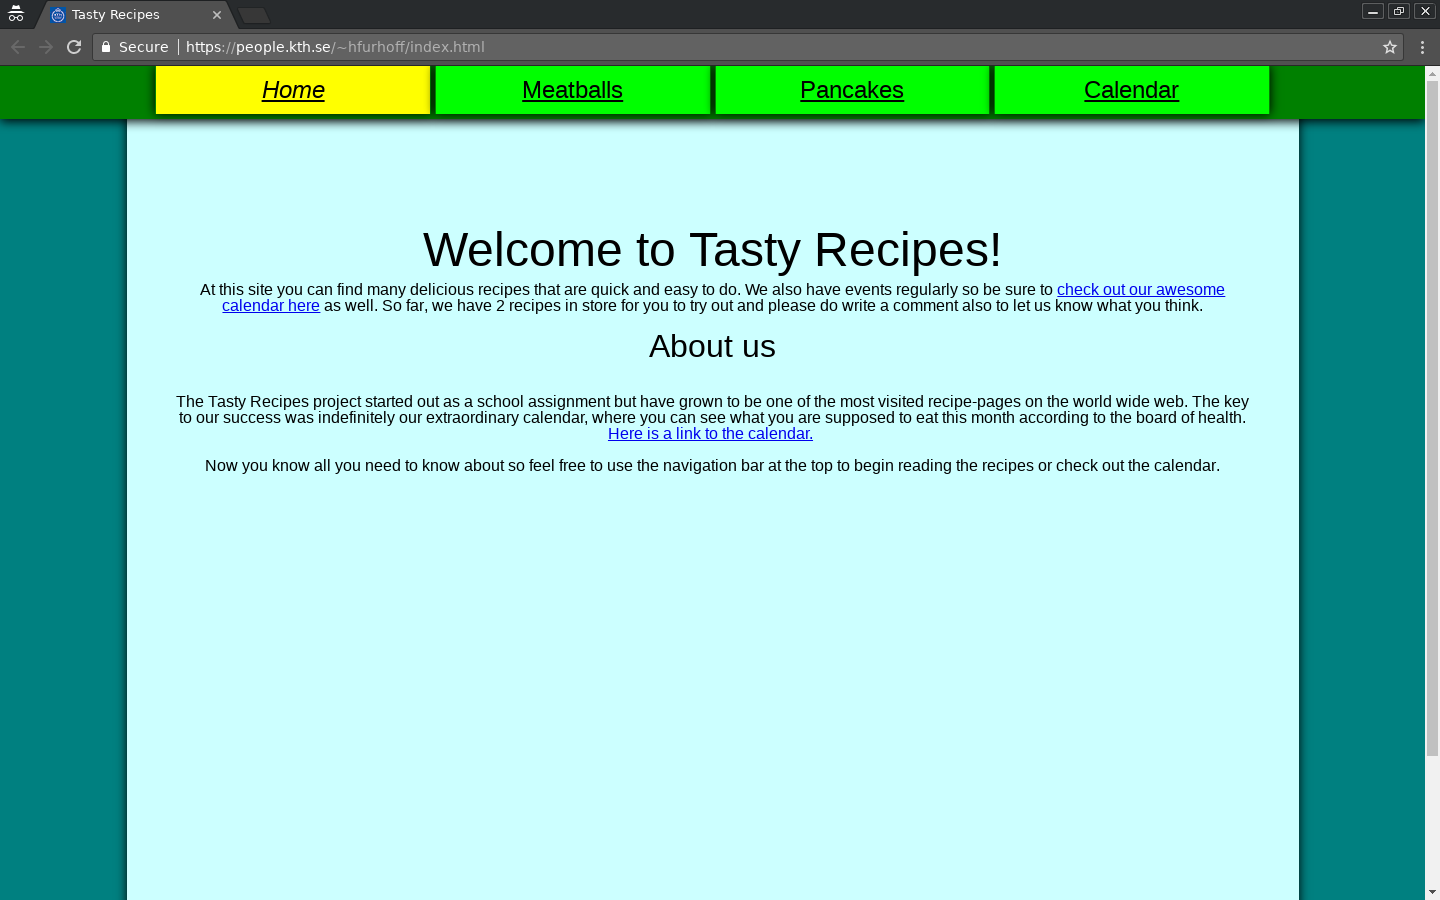 Tasty Recipes
Secure https://people.kth.se/~hfurhoff/index.html
Home Meatballs Pancakes Calendar
Welcome to Tasty Recipes!
At this site you can find many delicious recipes that are quick and easy to do. We also have events regularly so be sure to check out our awesome
calendar here as well. So far, we have 2 recipes in store for you to try out and please do write a comment also to let us know what you think.
About us
The Tasty Recipes project started out as a school assignment but have grown to be one of the most visited recipe-pages on the world wide web. The key
to our success was indefinitely our extraordinary calendar, where you can see what you are supposed to eat this month according to the board of health.
Here is a link to the calendar.
Now you know all you need to know about so feel free to use the navigation bar at the top to begin reading the recipes or check out the calendar.